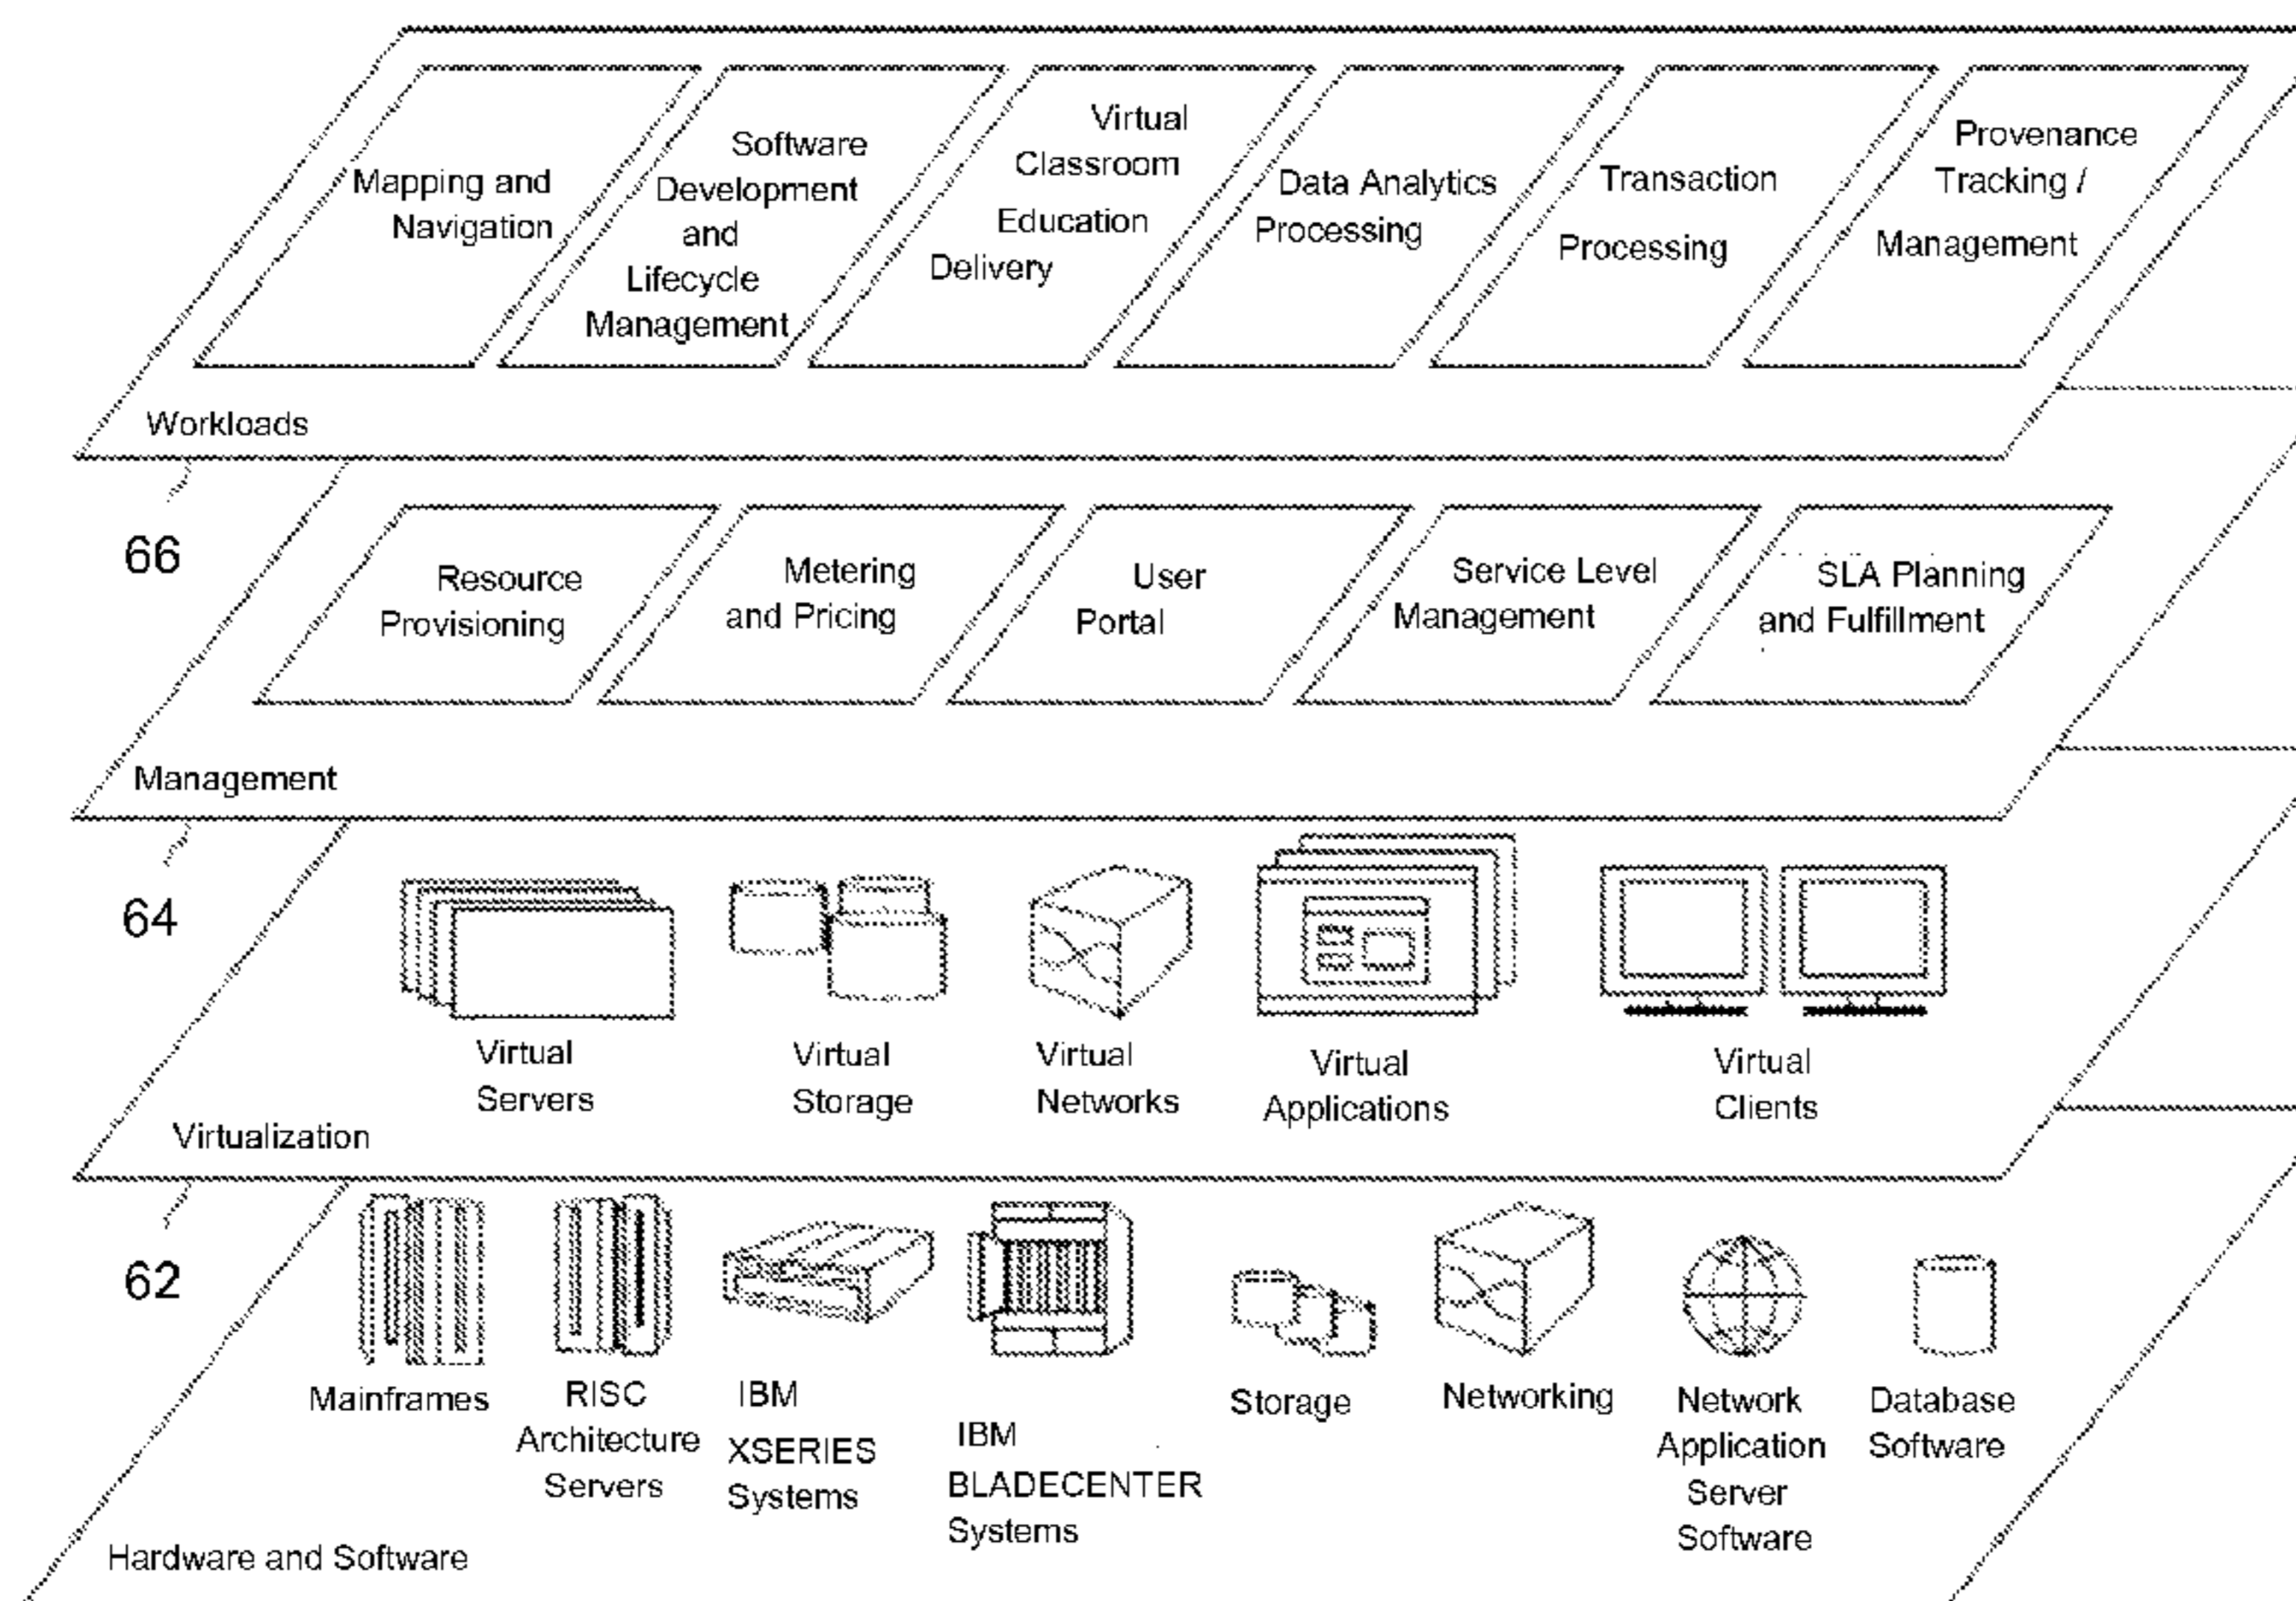 Mapping and
Navigation
Software
Development
and
Lifecycle
Management
Virtual
Classroom
Education
Delivery
Data Analytics
Processing
Transaction
Processing
Provenance
Tracking /
Management
Workloads
66
Resource
Provisioning
Metering
and Pricing
User
Portal
Service Level
Management
SLA Planning
and Fulfillment
Management
64
Virtual
Servers
Virtual
Storage
Virtual
Networks
Virtual
Applications
Virtual
Clients
Virtualization
62
Mainframes
RISC
Architecture
Servers
IBM
XSERIES
Systems
IBM
BLADECENTER
Systems
Storage
Networking
Network
Application
Server
Software
Database
Software
Hardware and Software